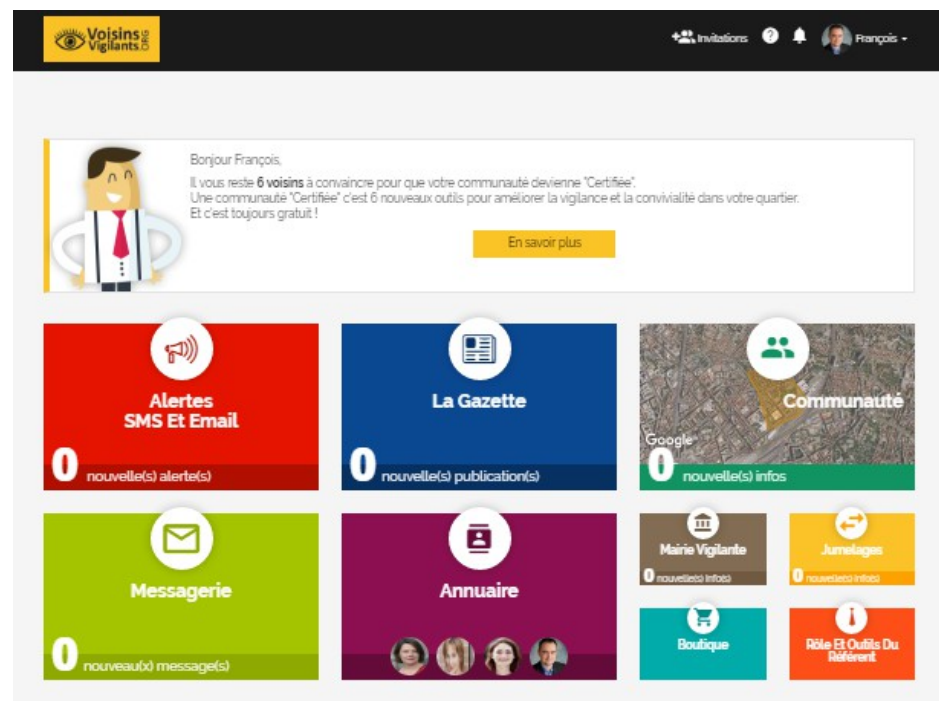 Voisins
Vigilants
.ORG
Invitations
François
Bonjour François,
Il vous reste 6 voisins à convaincre pour que votre communauté devienne "Certifiée".
Une communauté "Certifiée" c'est 6 nouveaux outils pour améliorer la vigilance et la convivialité dans votre quartier.
Et c'est toujours gratuit !
En savoir plus
Alertes
SMS Et Email
0 nouvelle(s) alerte(s)
La Gazette
0 nouvelle(s) publication(s)
Communauté
Google
0 nouvelle(s) infos
Messagerie
0 nouveau(x) message(s)
Annuaire
Mairie Vigilante
0 nouvelle(s) info(s)
Jumelages
0 nouvelle(s) info(s)
Boutique
Rôle Et Outils Du
Référent